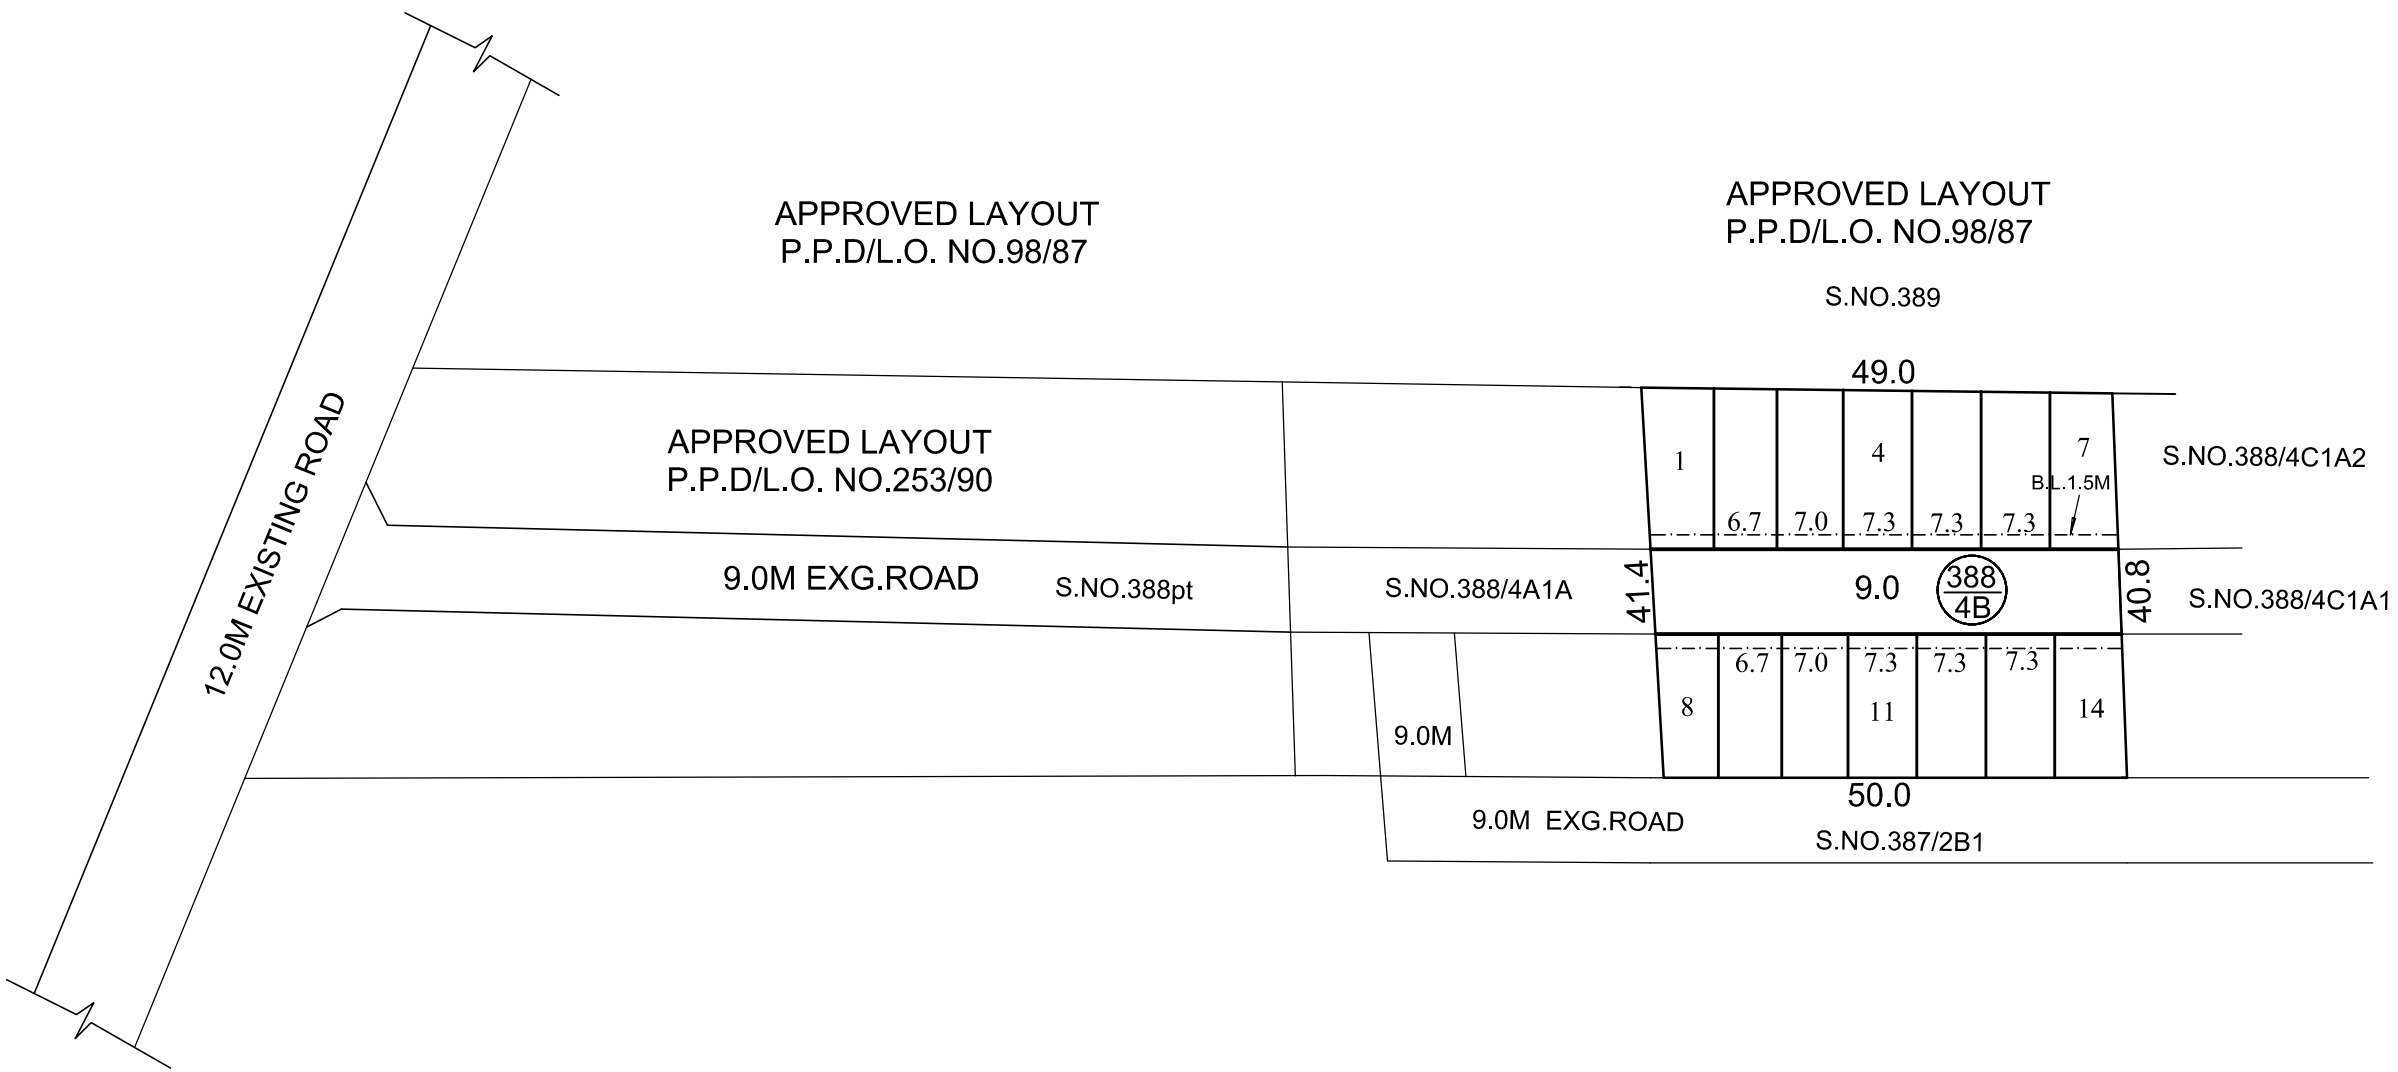 APPROVED LAYOUT
P.P.D/L.O. NO.98/87
APPROVED LAYOUT
P.P.D/L.O. NO.98/87
S.NO.389
49.0
12.0M EXISTING ROAD
APPROVED LAYOUT
P.P.D/L.O. NO.253/90
1
4
7
S.NO.388/4C1A2
B.L.1.5M
6.7
7.0
7.3
7.3
7.3
9.0M EXG.ROAD
S.NO.388pt
S.NO.388/4A1A
41.4
9.0
388
4B
40.8
S.NO.388/4C1A1
6.7
7.0
7.3
7.3
7.3
8
11
14
9.0M
50.0
9.0M EXG.ROAD
S.NO.387/2B1